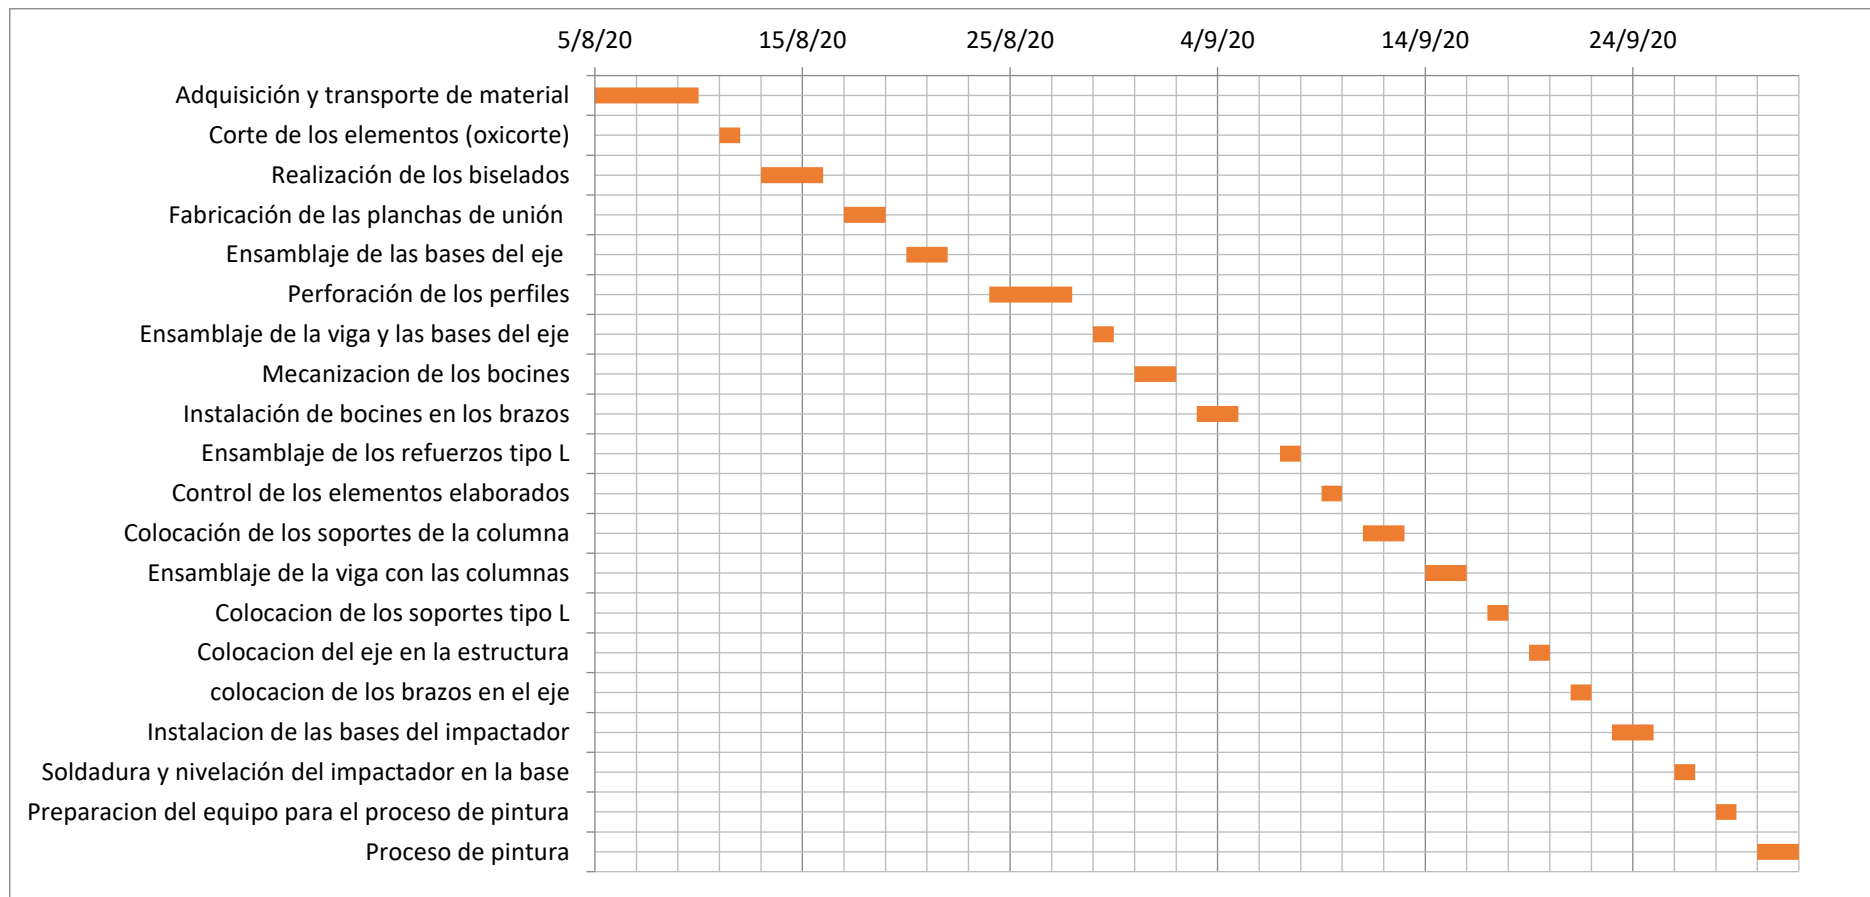 5/8/20 15/8/20 25/8/20 4/9/20 14/9/20 24/9/20
Adquisición y transporte de material
Corte de los elementos (oxicorte)
Realización de los biselados
Fabricación de las planchas de unión
Ensamblaje de las bases del eje
Perforación de los perfiles
Ensamblaje de la viga y las bases del eje
Mecanizacion de los bocines
Instalación de bocines en los brazos
Ensamblaje de los refuerzos tipo L
Control de los elementos elaborados
Colocación de los soportes de la columna
Ensamblaje de la viga con las columnas
Colocacion de los soportes tipo L
Colocacion del eje en la estructura
colocacion de los brazos en el eje
Instalacion de las bases del impactador
Soldadura y nivelación del impactador en la base
Preparacion del equipo para el proceso de pintura
Proceso de pintura